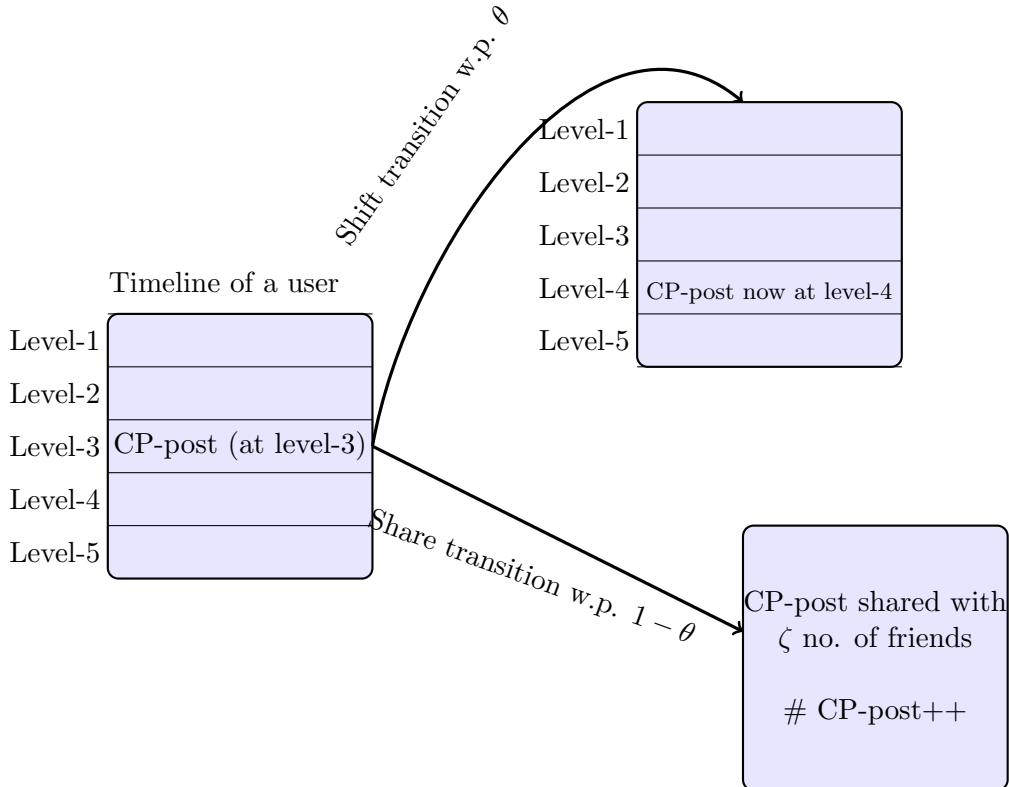 Shift transition w.p. θ
Level-1
Level-2
Level-3
Level-4
CP-post now at level-4
Level-5
Timeline of a user
Level-1
Level-2
Level-3
CP-post (at level-3)
Level-4
Level-5
Share transition w.p. 1 − θ
CP-post shared with
ζ no. of friends
# CP-post++